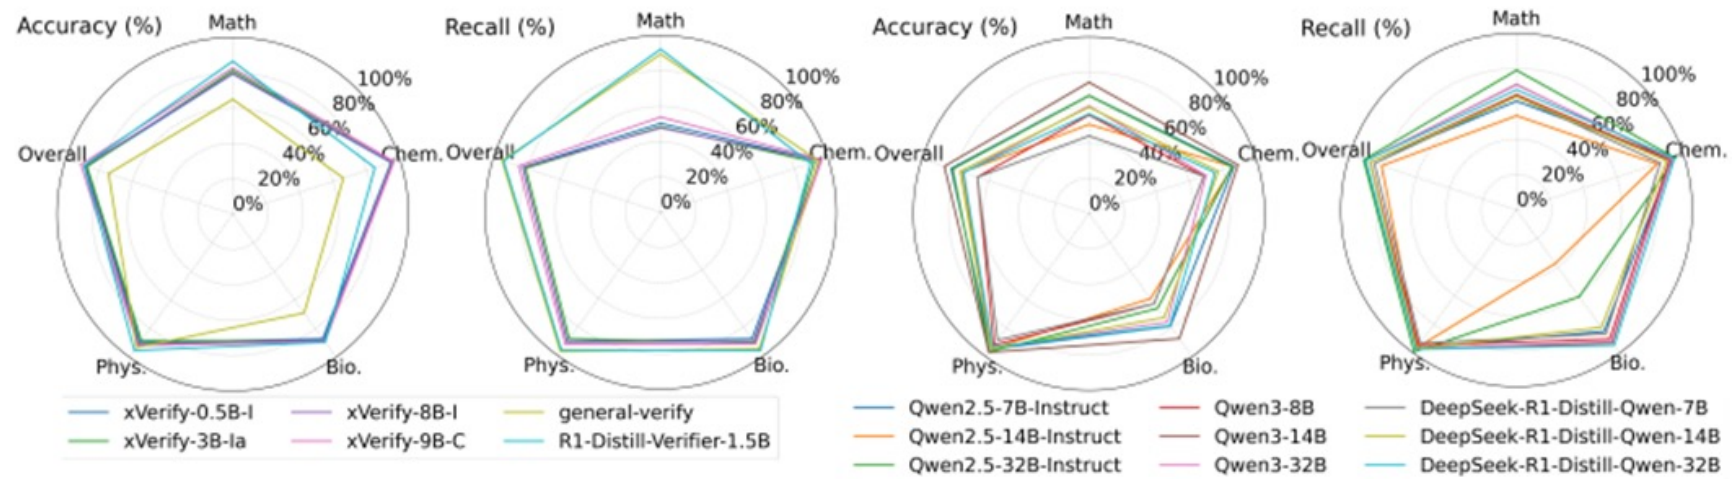 Accuracy (%)
Math
100%
80%
60%
40%
20%
0%
Chem.
Overall
Phys.
Bio.
Recall (%)
Math
100%
80%
60%
40%
20%
0%
Chem.
Overall
Phys.
Bio.
xVerify-0.5B-I
xVerify-8B-I
general-verify
xVerify-3B-Ia
xVerify-9B-C
R1-Distill-Verifier-1.5B
Accuracy (%)
Math
100%
80%
60%
40%
20%
0%
Chem.
Overall
Phys.
Bio.
Recall (%)
Math
100%
80%
60%
40%
20%
0%
Chem.
Overall
Phys.
Bio.
Qwen2.5-7B-Instruct
Qwen3-8B
DeepSeek-R1-Distill-Qwen-7B
Qwen2.5-14B-Instruct
Qwen3-14B
DeepSeek-R1-Distill-Qwen-14B
Qwen2.5-32B-Instruct
Qwen3-32B
DeepSeek-R1-Distill-Qwen-32B